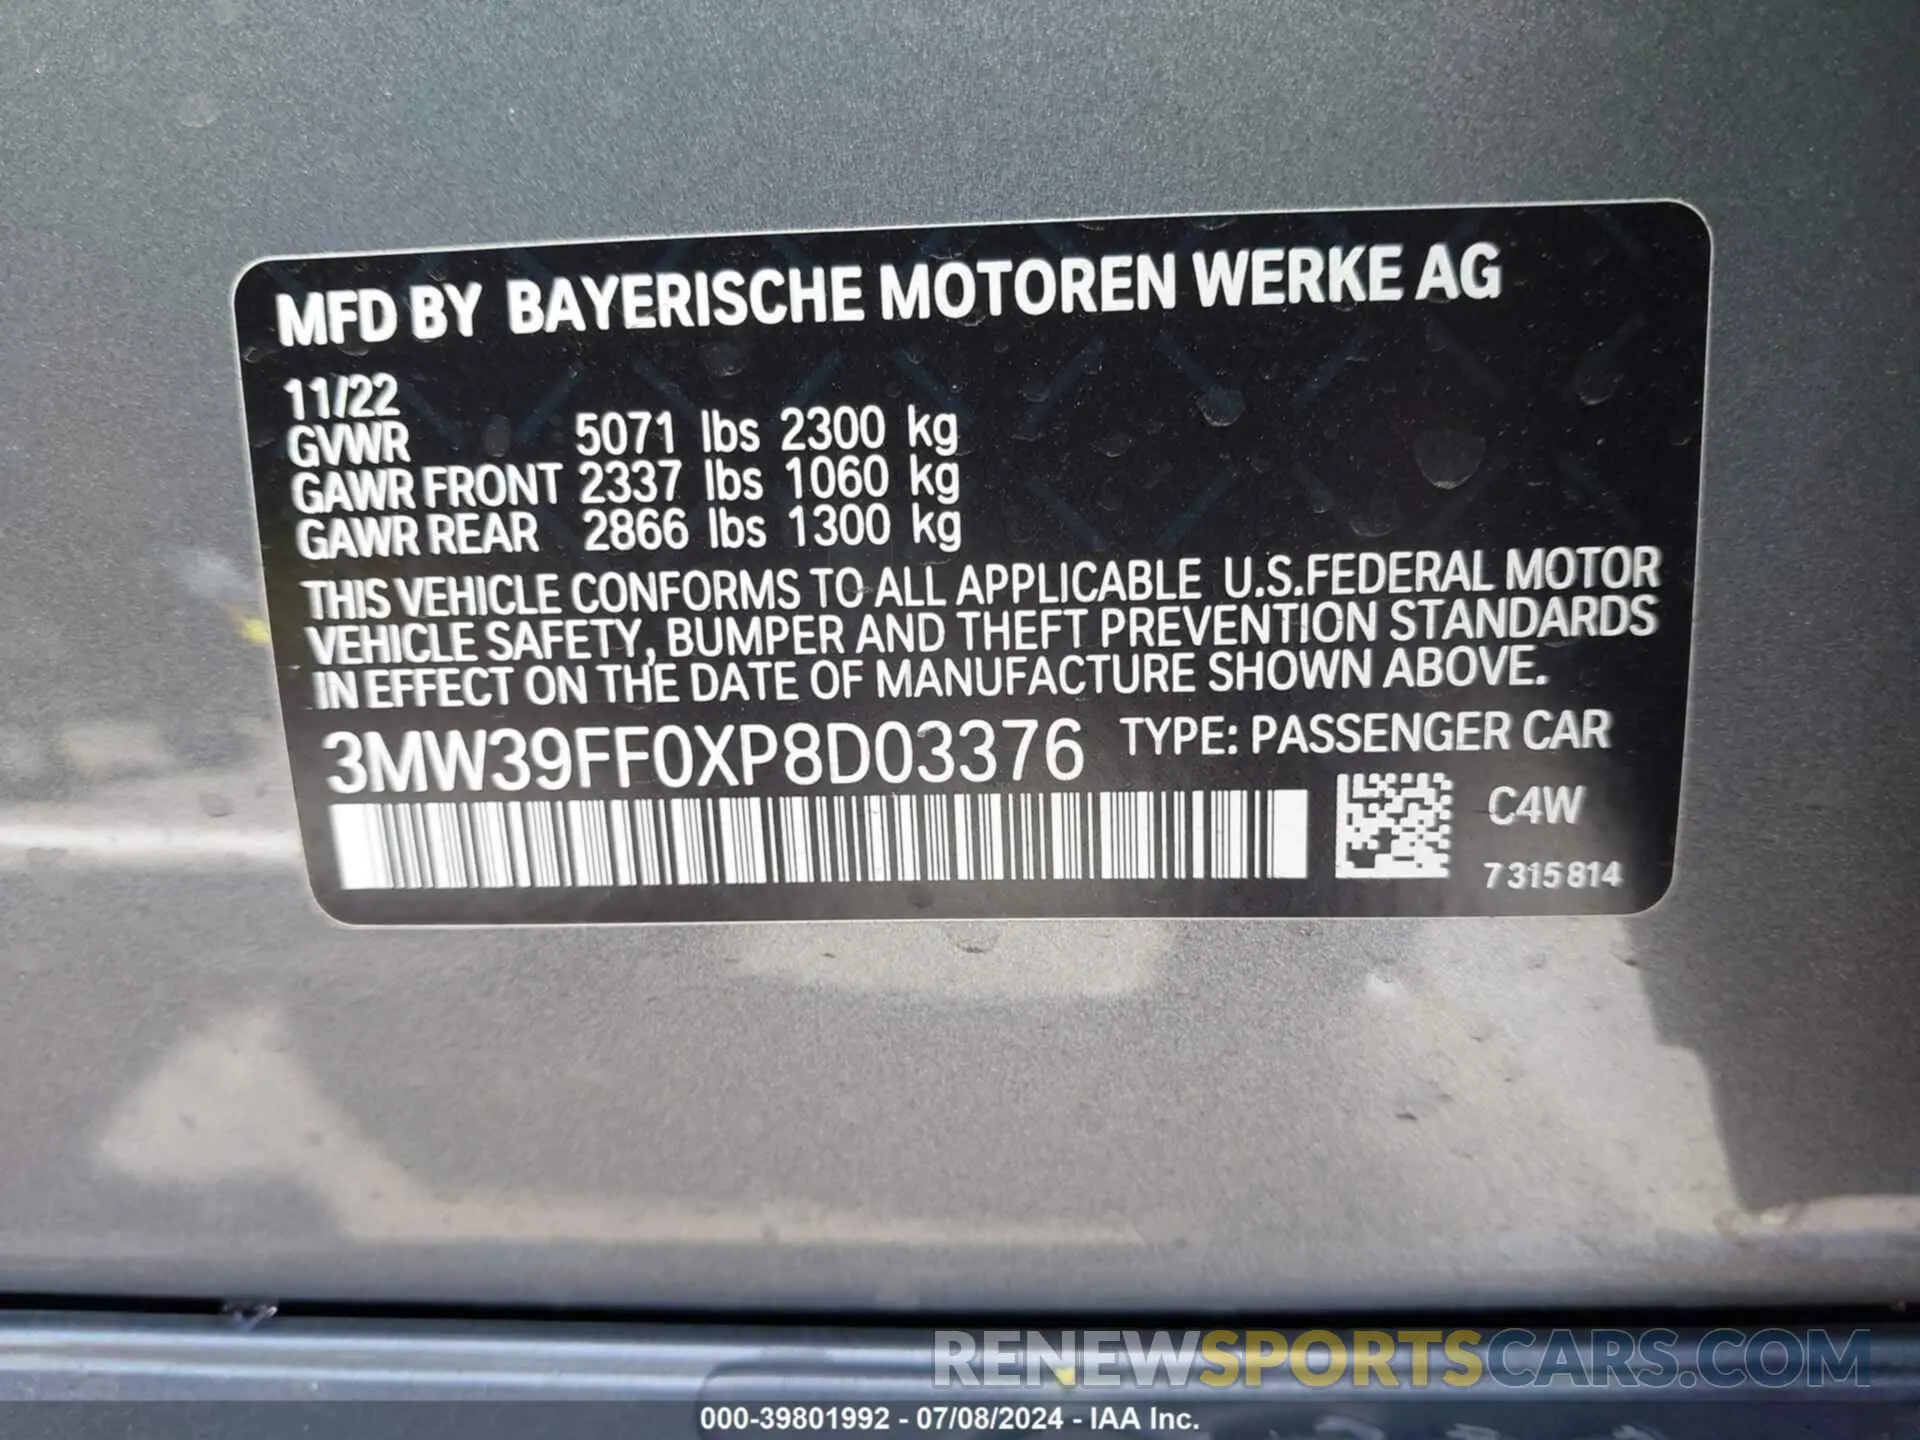 MFD BY BAYERISCHE MOTOREN WERKE AG
11/22
GVWR 5071 lbs 2300 kg
GAWR FRONT 2337 lbs 1060 kg
GAWR REAR 2866 lbs 1300 kg
THIS VEHICLE CONFORMS TO ALL APPLICABLE U.S.FEDERAL MOTOR
VEHICLE SAFETY, BUMPER AND THEFT PREVENTION STANDARDS
IN EFFECT ON THE DATE OF MANUFACTURE SHOWN ABOVE.
3MW39FF0XP8D03376 TYPE: PASSENGER CAR
C4W
7 315 814
RENEWSPORTSCARS.COM
000-39801992 - 07/08/2024 - IAA Inc.